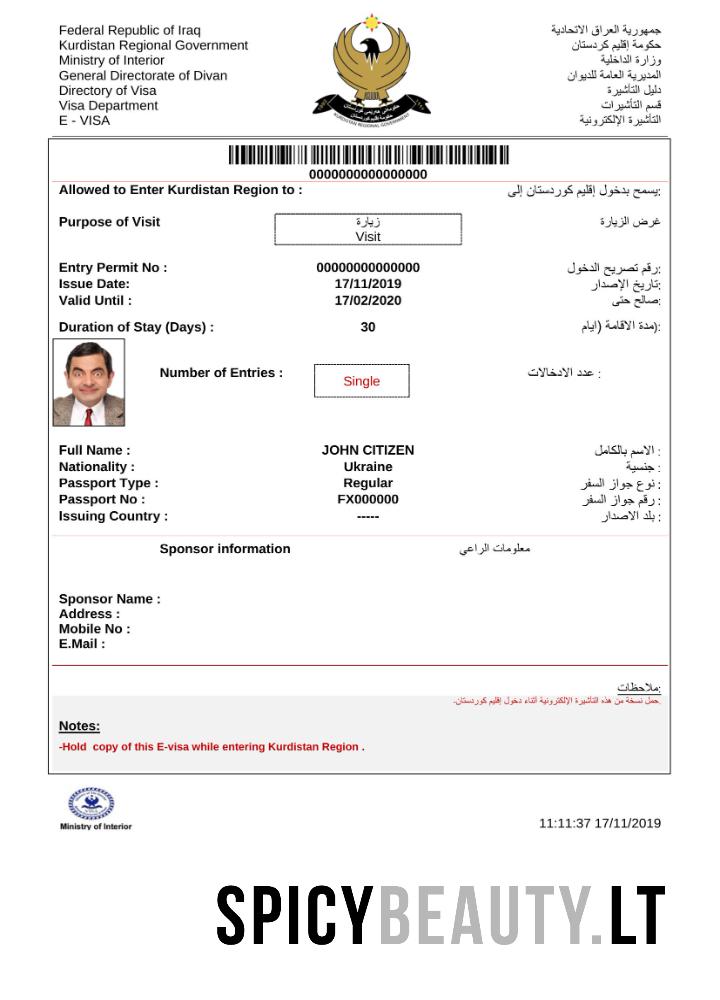 Federal Republic of Iraq
Kurdistan Regional Government
Ministry of Interior
General Directorate of Divan
Directory of Visa
Visa Department
E - VISA
جمهورية العراق الاتحادية
حكومة إقليم كردستان
وزارة الداخلية
المديرية العامة للديوان
دليل التأشيرة
قسم التأشيرات
التأشيرة الإلكترونية
KURDISTAN REGIONAL GOVERNMENT
0000000000000000
Allowed to Enter Kurdistan Region to : يسمح بدخول إقليم كوردستان إلى:
Purpose of Visit زيارة غرض الزيارة
Visit
Entry Permit No : 00000000000000 رقم تصريح الدخول:
Issue Date: 17/11/2019 تاريخ الإصدار:
Valid Until : 17/02/2020 صالح حتى:
Duration of Stay (Days) : 30 مدة الاقامة (ايام):
Number of Entries : Single عدد الادخالات :
Full Name : JOHN CITIZEN الاسم بالكامل :
Nationality : Ukraine جنسية :
Passport Type : Regular نوع جواز السفر :
Passport No : FX000000 رقم جواز السفر :
Issuing Country : ----- بلد الاصدار :
Sponsor information معلومات الراعي
Sponsor Name :
Address :
Mobile No :
E.Mail :
ملاحظات:
حمل نسخة من هذه التأشيرة الإلكترونية أثناء دخول إقليم كوردستان.
Notes:
-Hold copy of this E-visa while entering Kurdistan Region .
Ministry of Interior
11:11:37 17/11/2019
SPICYBEAUTY.LT